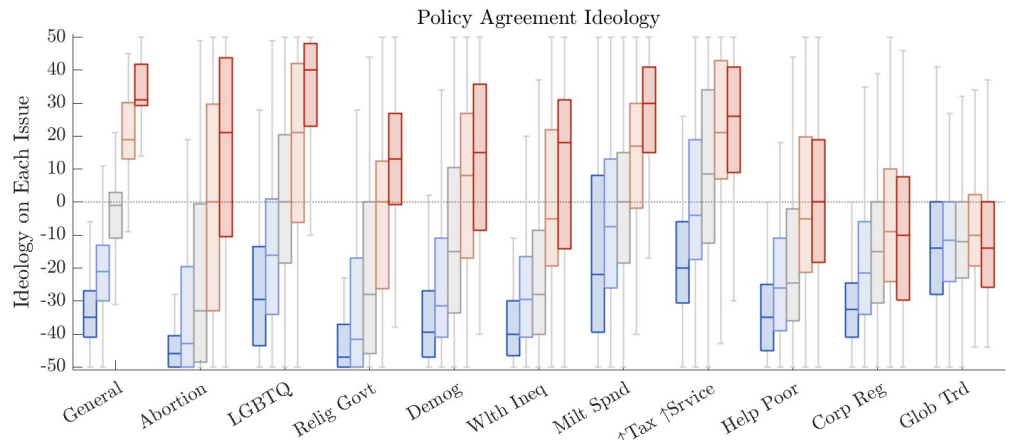 Policy Agreement Ideology
Ideology on Each Issue
50
40
30
20
10
0
-10
-20
-30
-40
-50
General
Abortion
LGBTQ
Relig Govt
Demog
Wlth Ineq
Milt Spnd
↑Tax ↑Srvice
Help Poor
Corp Reg
Glob Trd